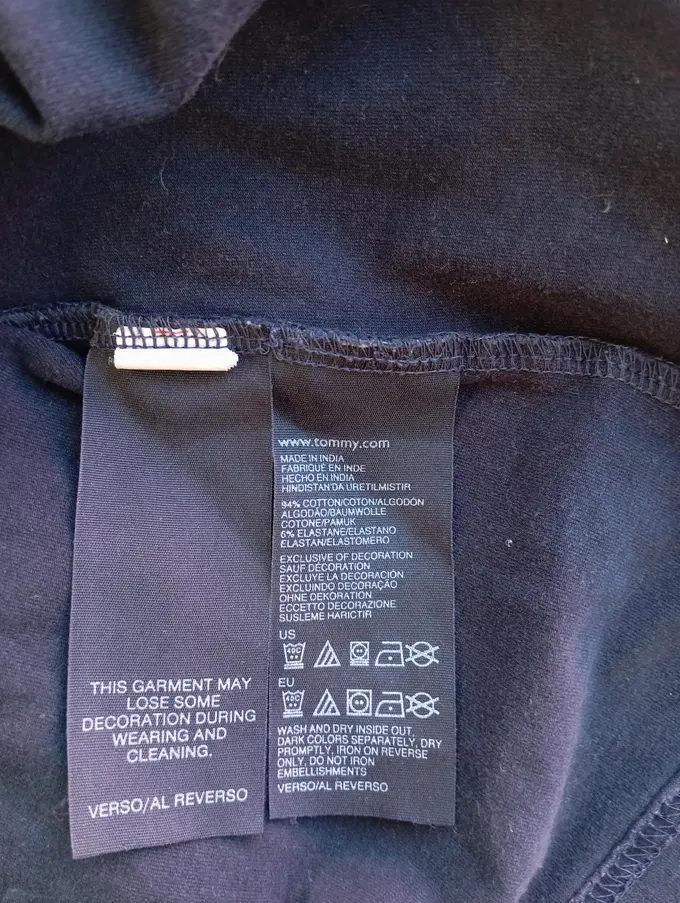 THIS GARMENT MAY
LOSE SOME
DECORATION DURING
WEARING AND
CLEANING.
VERSO/AL REVERSO
www.tommy.com
MADE IN INDIA
FABRIQUÉ EN INDE
HECHO EN INDIA
HINDISTAN'DA URETILMISTIR
94% COTTON/COTON/ALGODÓN
ALGODÃO/BAUMWOLLE
COTONE/PAMUK
6% ELASTANE/ELASTANO
ELASTAN/ELASTOMERO
EXCLUSIVE OF DECORATION
SAUF DÉCORATION
EXCLUYE LA DECORACIÓN
EXCLUINDO DECORAÇÃO
OHNE DEKORATION
ECCETTO DECORAZIONE
SUSLEME HARICTIR
US
40C
EU
40C
WASH AND DRY INSIDE OUT,
DARK COLORS SEPARATELY, DRY
PROMPTLY, IRON ON REVERSE
ONLY, DO NOT IRON
EMBELLISHMENTS
VERSO/AL REVERSO